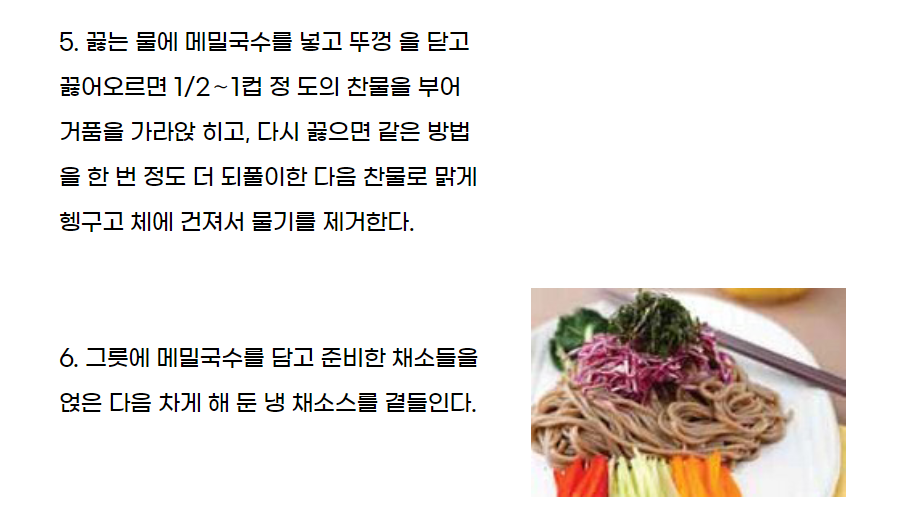 5. 끓는 물에 메밀국수를 넣고 뚜껑 을 닫고
끓어오르면 1/2~1컵 정 도의 찬물을 부어
거품을 가라앉 히고, 다시 끓으면 같은 방법
을 한 번 정도 더 되풀이한 다음 찬물로 맑게
헹구고 체에 건져서 물기를 제거한다.
6. 그릇에 메밀국수를 담고 준비한 채소들을
얹은 다음 차게 해 둔 냉 채소스를 곁들인다.